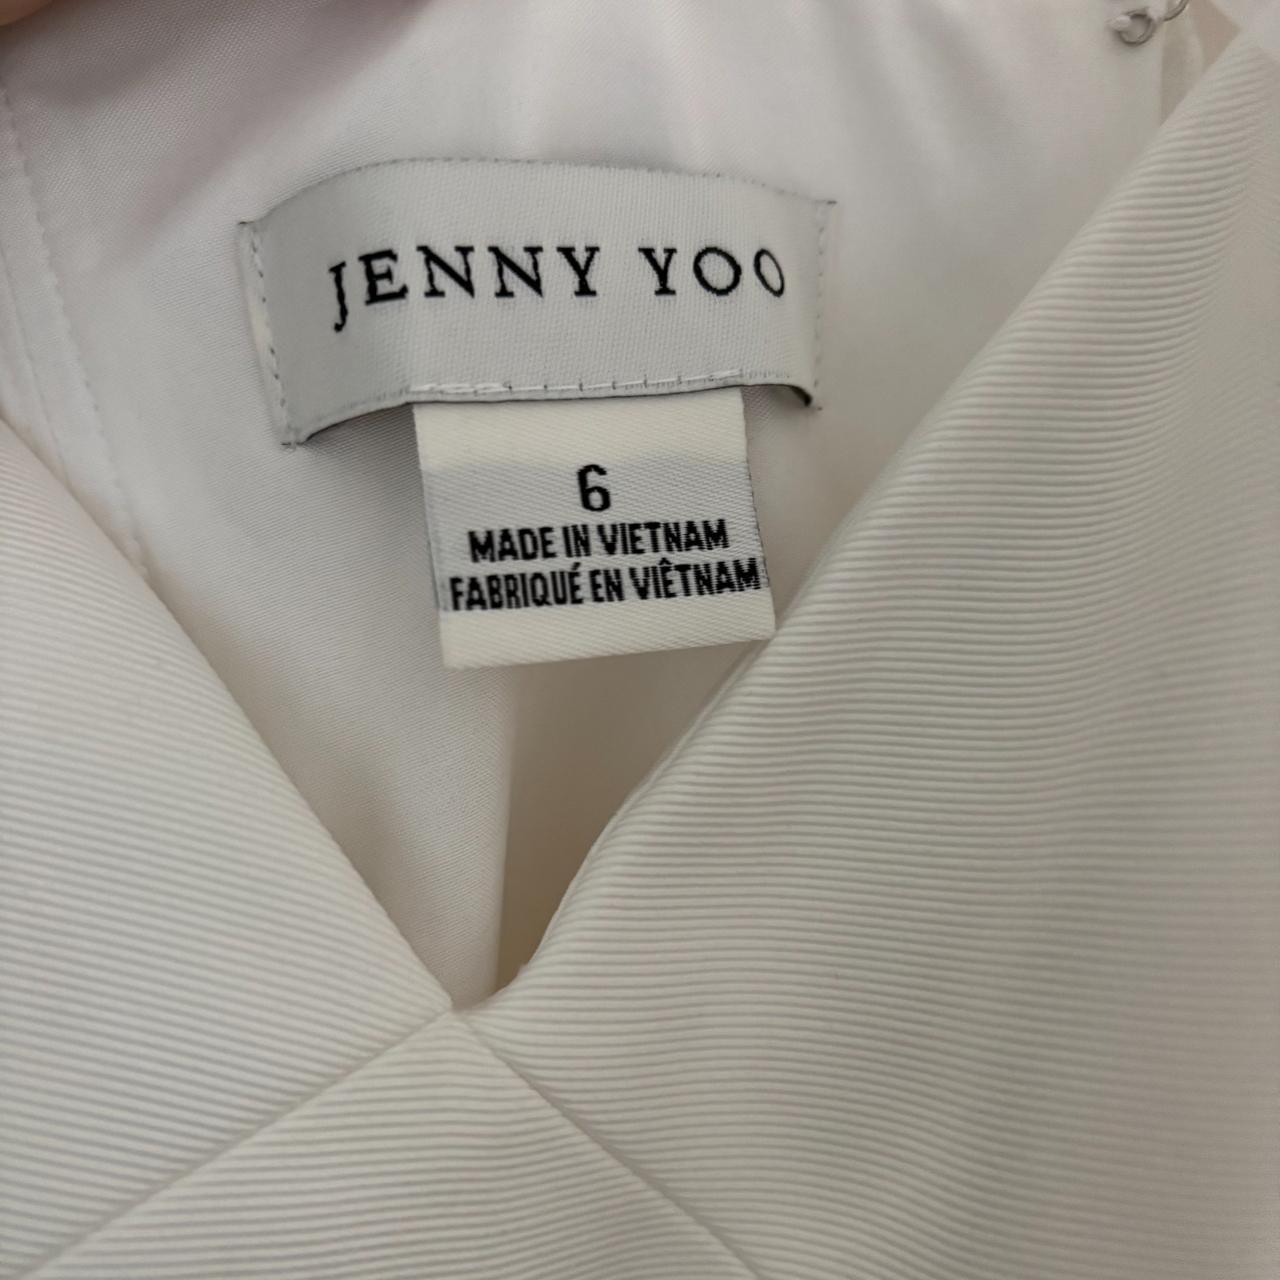 JENNY YOO
6
MADE IN VIETNAM
FABRIQUÉ EN VIÊTNAM